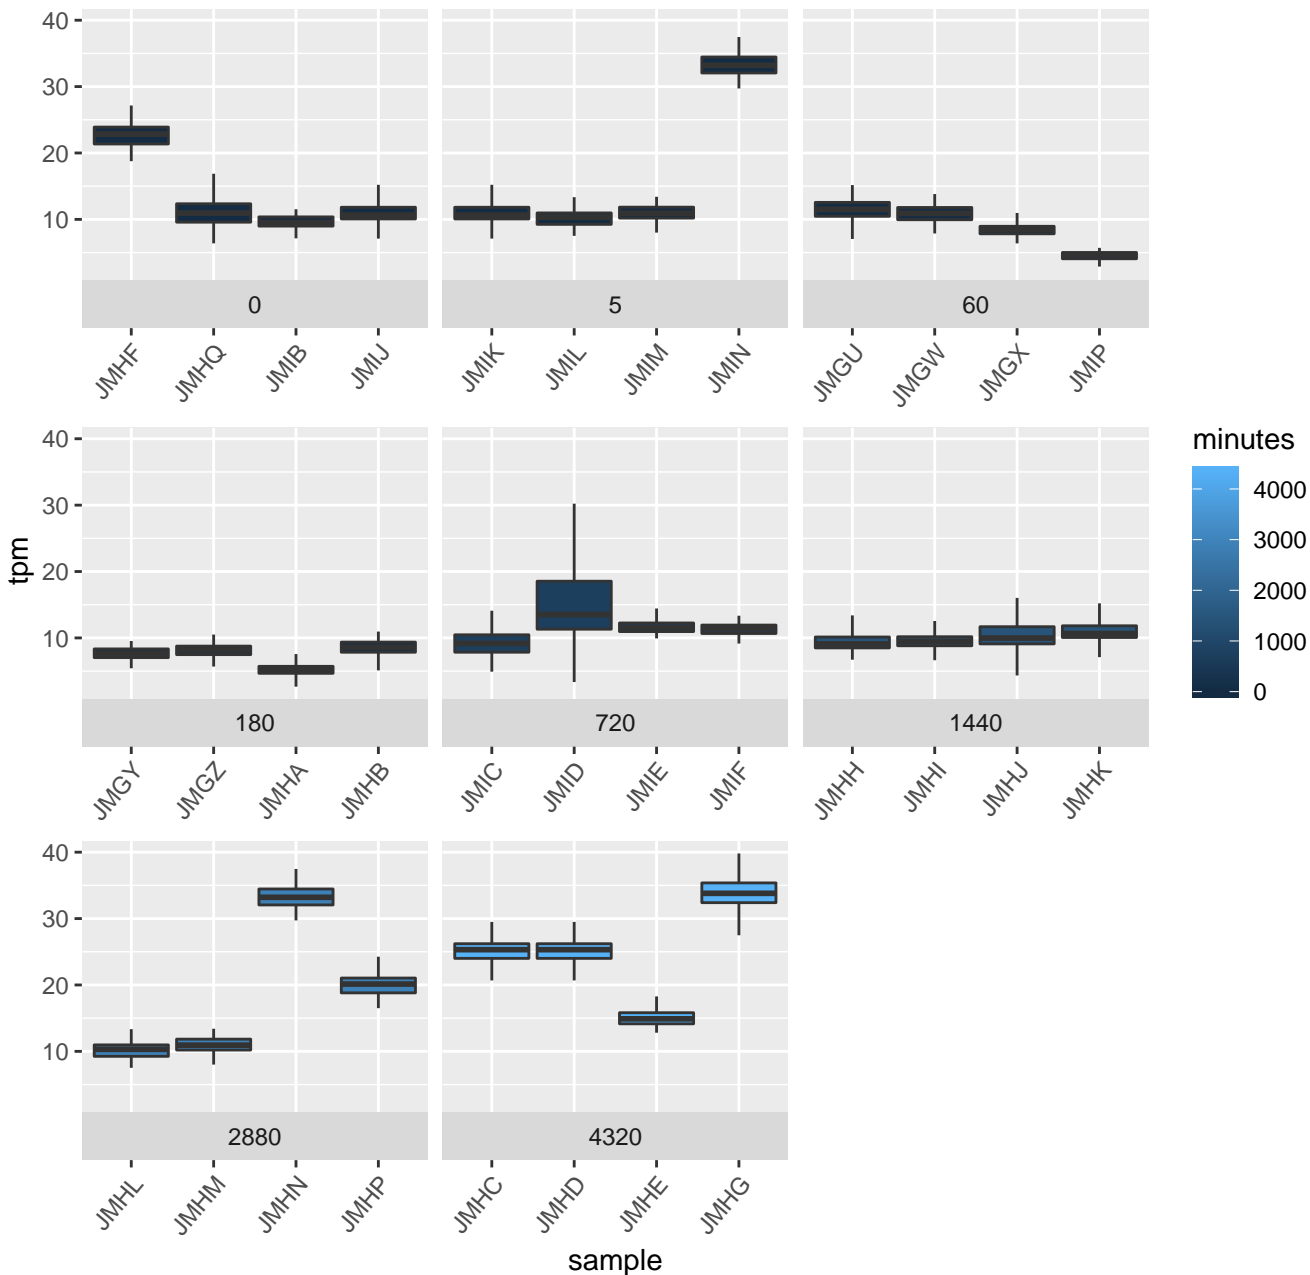 40
30
20
10
0 5 60
JMHF JMHQ JMIB JMIJ JMIK JMIL JMIM JMIN JMGU JMGW JMGX JMIP
tpm
40
30
20
10
180 720 1440
JMGY JMGZ JMHA JMHB JMIC JMID JMIE JMIF JMHH JMHI JMHJ JMHK
minutes
4000
3000
2000
1000
0
40
30
20
10
2880 4320
JMHL JMHM JMHN JMHP JMHC JMHD JMHE JMHG
sample